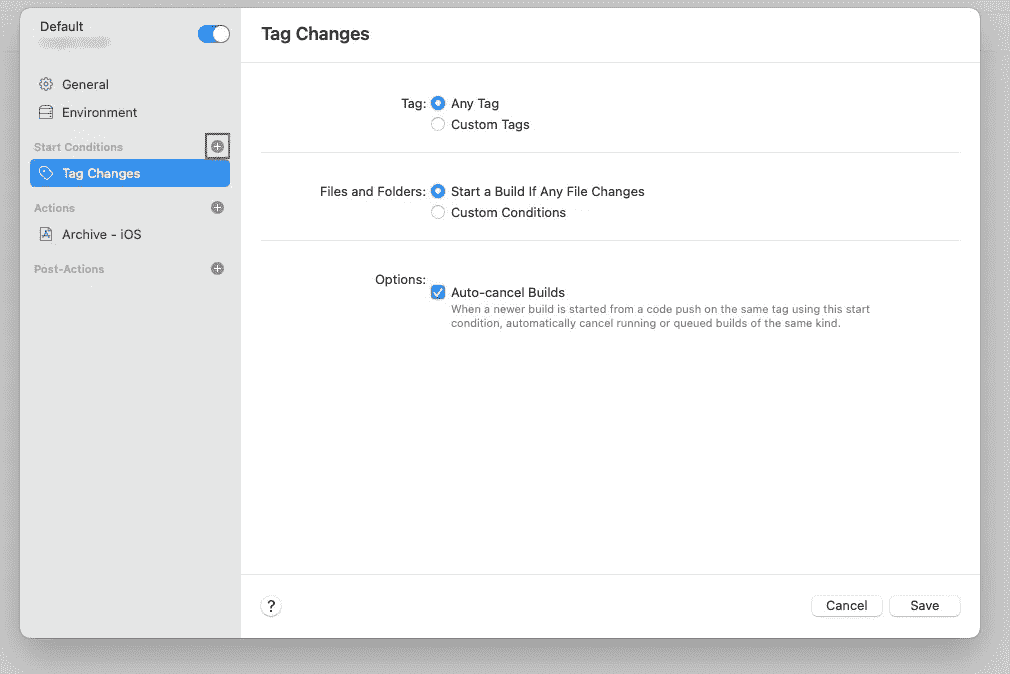 Default
General
Environment
Start Conditions
Tag Changes
Actions
Archive - iOS
Post-Actions
Tag Changes
Tag: Any Tag
Custom Tags
Files and Folders: Start a Build If Any File Changes
Custom Conditions
Options:
Auto-cancel Builds
When a newer build is started from a code push on the same tag using this start
condition, automatically cancel running or queued builds of the same kind.
?
Cancel Save